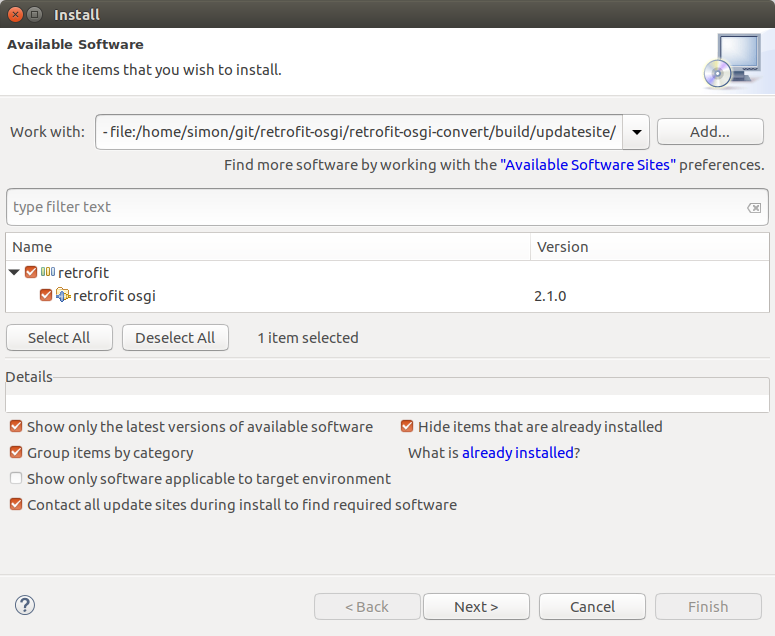 Install
Available Software
Check the items that you wish to install.
Work with: - file:/home/simon/git/retrofit-osgi/retrofit-osgi-convert/build/updatesite/ Add...
Find more software by working with the "Available Software Sites" preferences.
type filter text
Name Version
retrofit
retrofit osgi 2.1.0
Select All Deselect All 1 item selected
Details
Show only the latest versions of available software Hide items that are already installed
Group items by category What is already installed?
Show only software applicable to target environment
Contact all update sites during install to find required software
? < Back Next > Cancel Finish